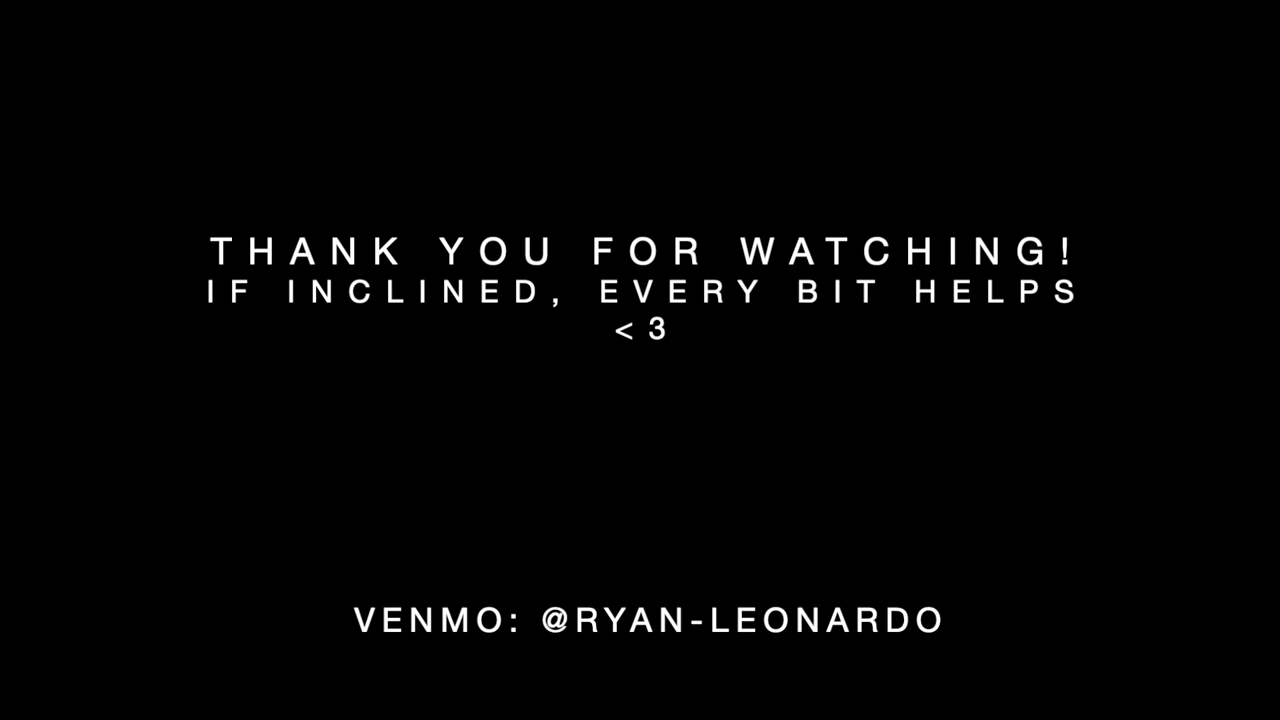 THANK YOU FOR WATCHING!
IF INCLINED, EVERY BIT HELPS
<3
VENMO: @RYAN-LEONARDO